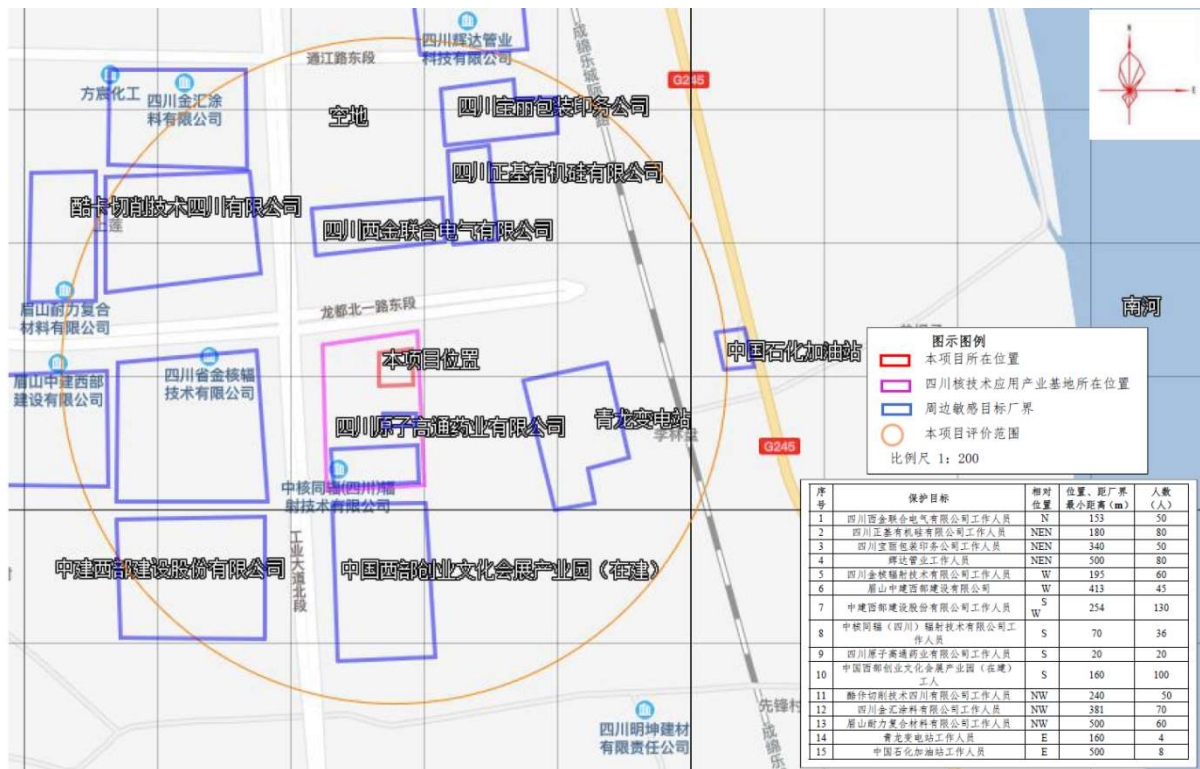 四川辉达管业
科技有限公司
成绵乐城际
通江路东段
G245
N
E
方宸化工
四川金汇涂
料有限公司
空地
四川宝丽包装印务公司
四川正基有机硅有限公司
酷卡切削技术四川有限公司
上莲
四川西金联合电气有限公司
眉山耐力复合
材料有限公司
龙都北一路东段
南河
本项目位置
中国石化加油站
眉山中建西部
建设有限公司
四川省金核辐
技术有限公司
图示图例
本项目所在位置
四川核技术应用产业基地所在位置
周边敏感目标厂界
本项目评价范围
比例尺 1: 200
四川原子高通药业有限公司
青龙变电站
李林盘
G245
中核同辐(四川)辐
射技术有限公司
工业大道北段
中建西部建设股份有限公司
中国西部创业文化会展产业园（在建）
先锋村
成绵乐
四川明坤建材
有限责任公司
序号 保护目标 相对位置 位置、距厂界最小距离(m) 人数(人)
1 四川西金联合电气有限公司工作人员 N 153 50
2 四川正基有机硅有限公司工作人员 NEN 180 80
3 四川宝丽包装印务公司工作人员 NEN 340 50
4 辉达管业工作人员 NEN 500 80
5 四川金核辐射技术有限公司工作人员 W 195 60
6 眉山中建西部建设有限公司 W 413 45
7 中建西部建设股份有限公司工作人员 SW 254 130
8 中核同辐（四川）辐射技术有限公司工作人员 S 70 36
9 四川原子高通药业有限公司工作人员 S 20 20
10 中国西部创业文化会展产业园（在建）工人 S 160 100
11 酷佧切削技术四川有限公司工作人员 NW 240 50
12 四川金汇涂料有限公司工作人员 NW 381 70
13 眉山耐力复合材料有限公司工作人员 NW 500 60
14 青龙变电站工作人员 E 160 4
15 中国石化加油站工作人员 E 500 8